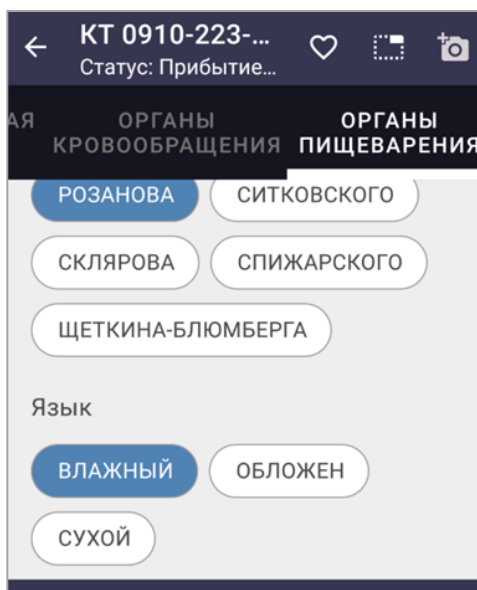 КТ 0910-223-...
Статус: Прибытие...
АЯ
ОРГАНЫ
КРОВООБРАЩЕНИЯ
ОРГАНЫ
ПИЩЕВАРЕНИЯ
РОЗАНОВА
СИТКОВСКОГО
СКЛЯРОВА
СПИЖАРСКОГО
ЩЕТКИНА-БЛЮМБЕРГА
Язык
ВЛАЖНЫЙ
ОБЛОЖЕН
СУХОЙ